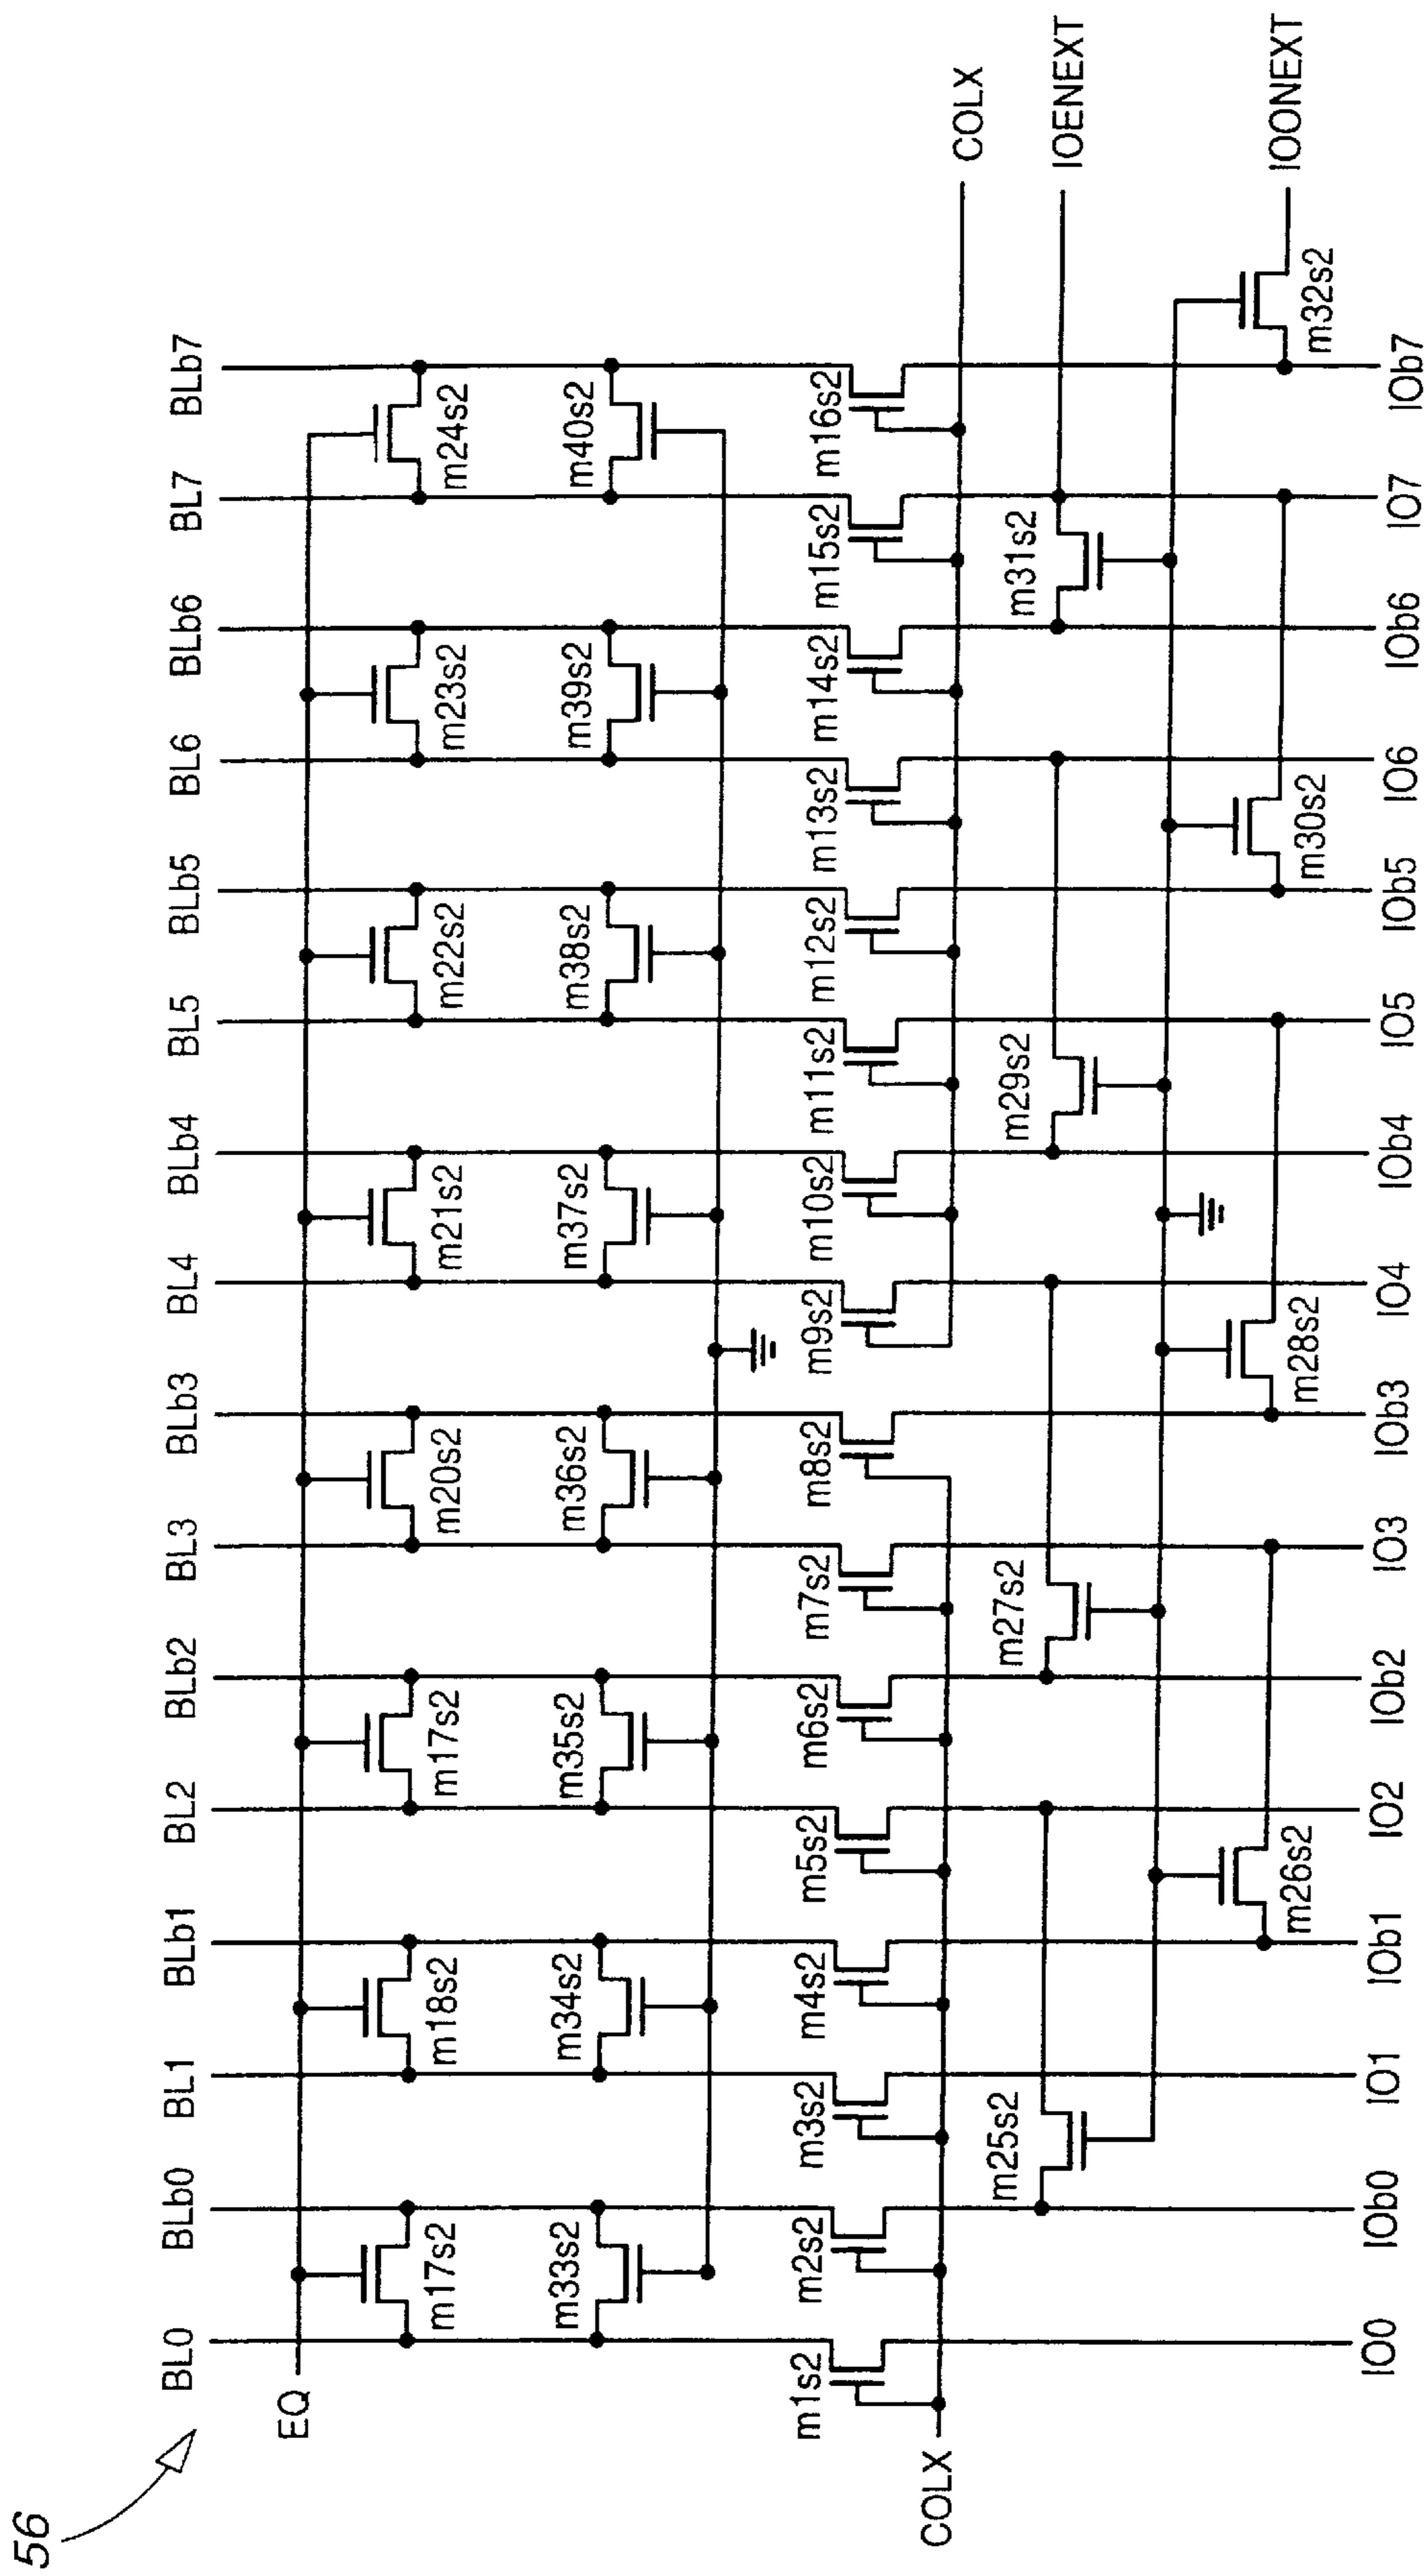 56
BL0 BLb0 BL1 BLb1 BL2 BLb2 BL3 BLb3 BL4 BLb4 BL5 BLb5 BL6 BLb6 BL7 BLb7
EQ
m17s2 m18s2 m17s2 m20s2 m21s2 m22s2 m23s2 m24s2
m33s2 m34s2 m35s2 m36s2 m37s2 m38s2 m39s2 m40s2
m1s2 m2s2 m3s2 m4s2 m5s2 m6s2 m7s2 m8s2 m9s2 m10s2 m11s2 m12s2 m13s2 m14s2 m15s2 m16s2
COLX COLX
m25s2 m27s2 m29s2 m31s2 IOENEXT
m26s2 m28s2 m30s2 m32s2 IOONEXT
IO0 IOb0 IO1 IOb1 IO2 IOb2 IO3 IOb3 IO4 IOb4 IO5 IOb5 IO6 IOb6 IO7 IOb7